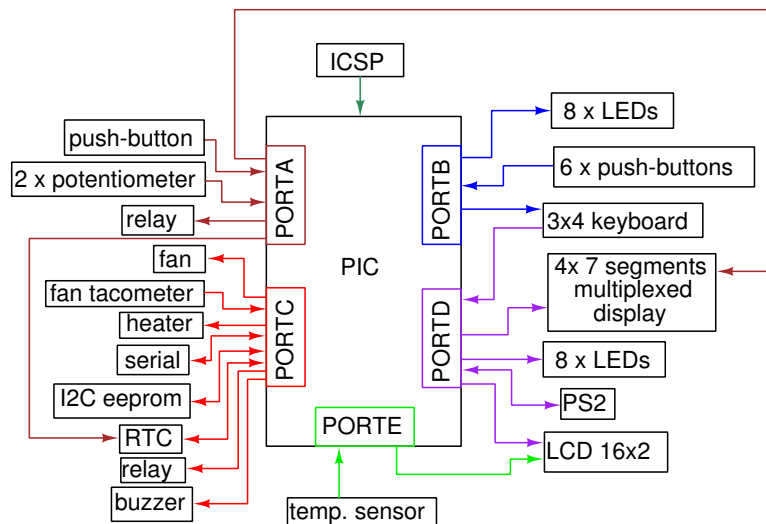 ICSP
push-button
2 x potentiometer
relay
fan
fan tacometer
heater
serial
I2C eeprom
RTC
relay
buzzer
PORTA
PORTC
PIC
PORTB
PORTD
PORTE
temp. sensor
8 x LEDs
6 x push-buttons
3x4 keyboard
4x 7 segments
multiplexed
display
8 x LEDs
PS2
LCD 16x2